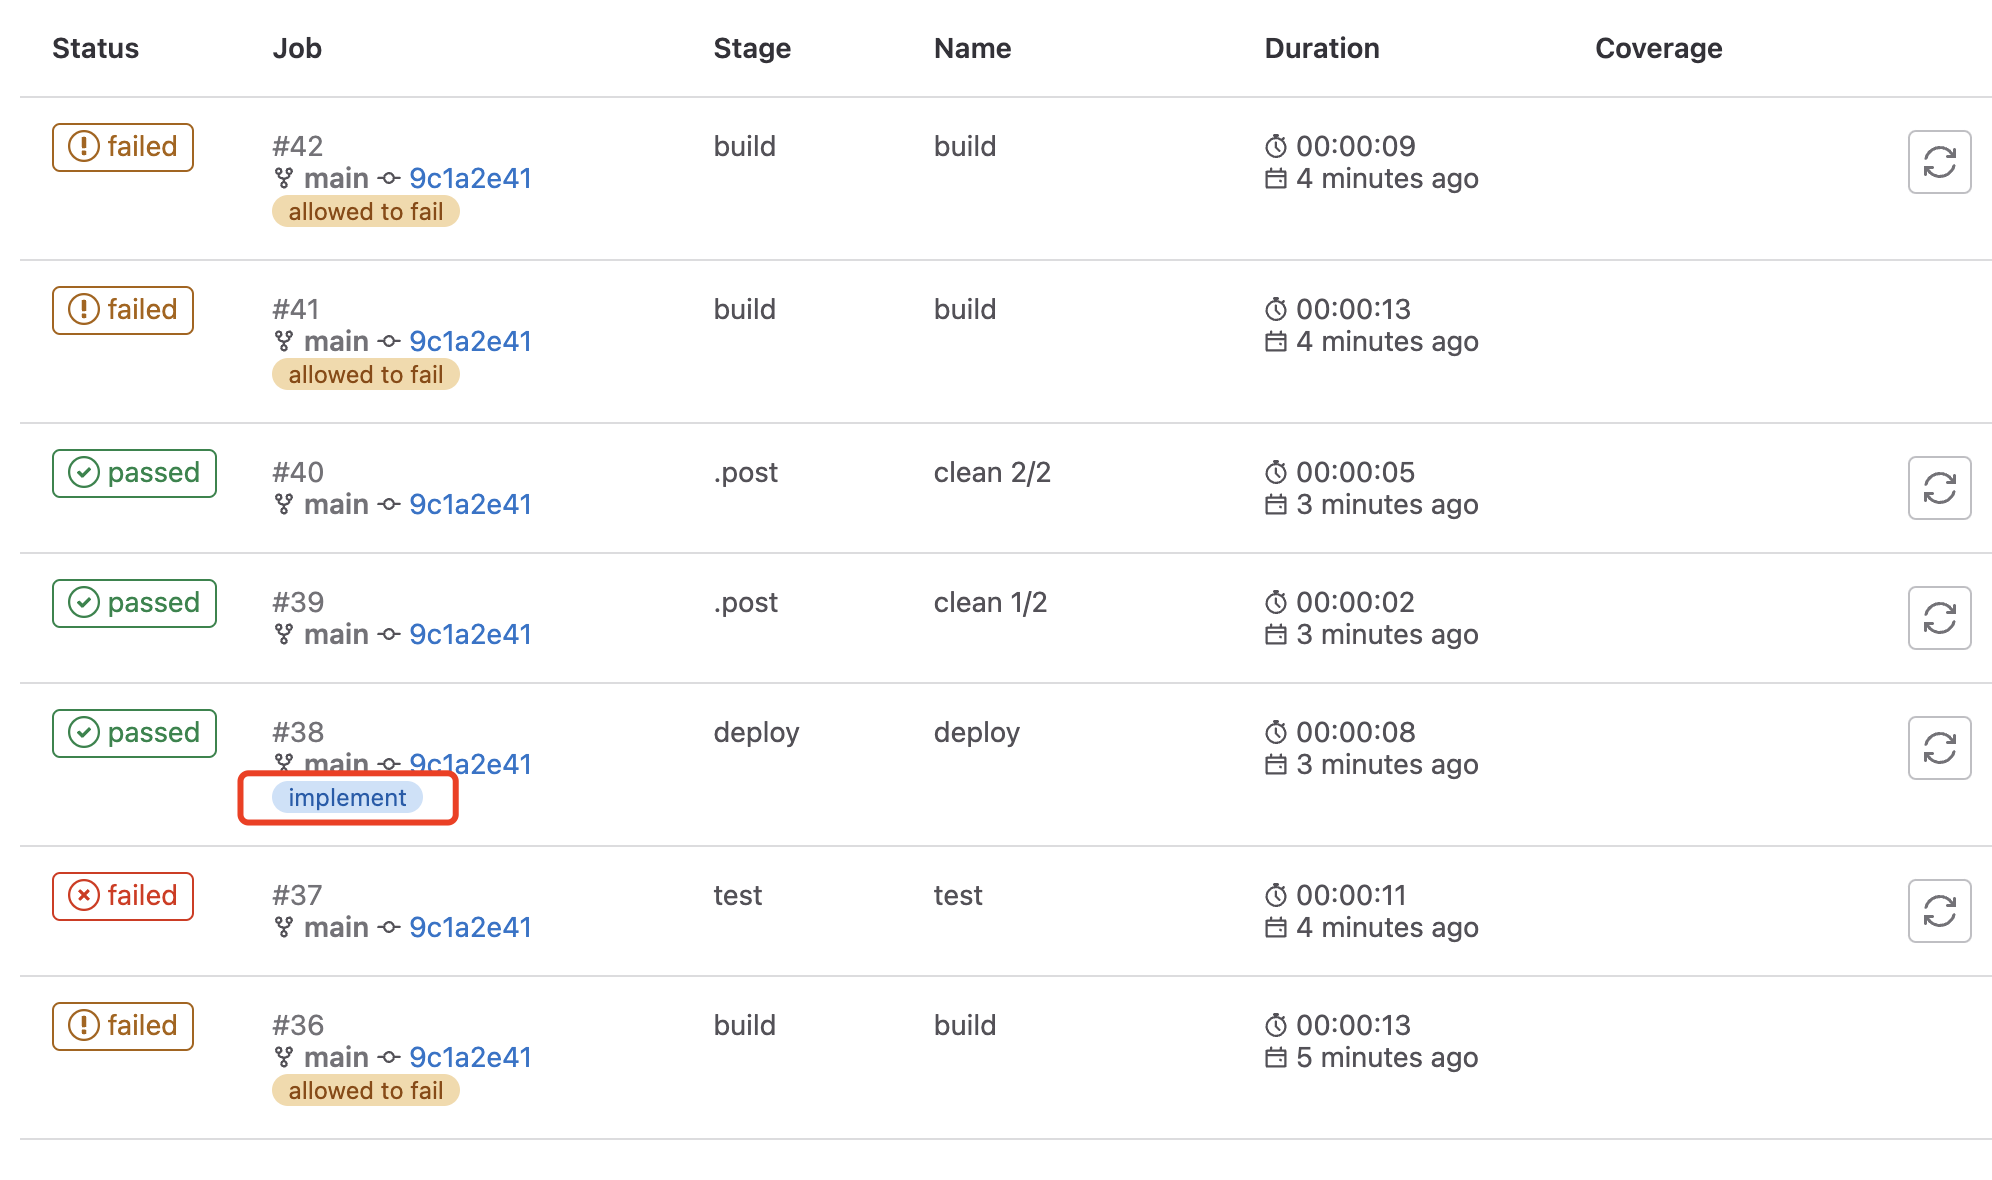 Status Job Stage Name Duration Coverage
failed #42 build build 00:00:09
main 9c1a2e41 4 minutes ago
allowed to fail
failed #41 build build 00:00:13
main 9c1a2e41 4 minutes ago
allowed to fail
passed #40 .post clean 2/2 00:00:05
main 9c1a2e41 3 minutes ago
passed #39 .post clean 1/2 00:00:02
main 9c1a2e41 3 minutes ago
passed #38 deploy deploy 00:00:08
main 9c1a2e41 3 minutes ago
implement
failed #37 test test 00:00:11
main 9c1a2e41 4 minutes ago
failed #36 build build 00:00:13
main 9c1a2e41 5 minutes ago
allowed to fail